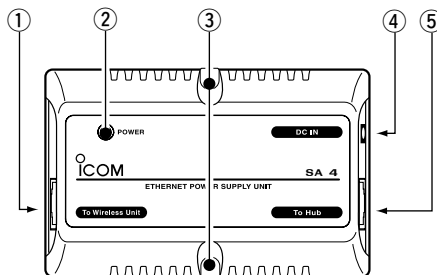 ① ② ③ ④ ⑤
POWER DC IN
ICOM SA 4
ETHERNET POWER SUPPLY UNIT
To Wireless Unit To Hub